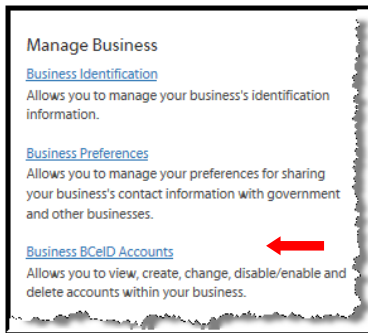 Manage Business
Business Identification
Allows you to manage your business's identification
information.
Business Preferences
Allows you to manage your preferences for sharing
your business's contact information with government
and other businesses.
Business BCeID Accounts
Allows you to view, create, change, disable/enable and
delete accounts within your business.